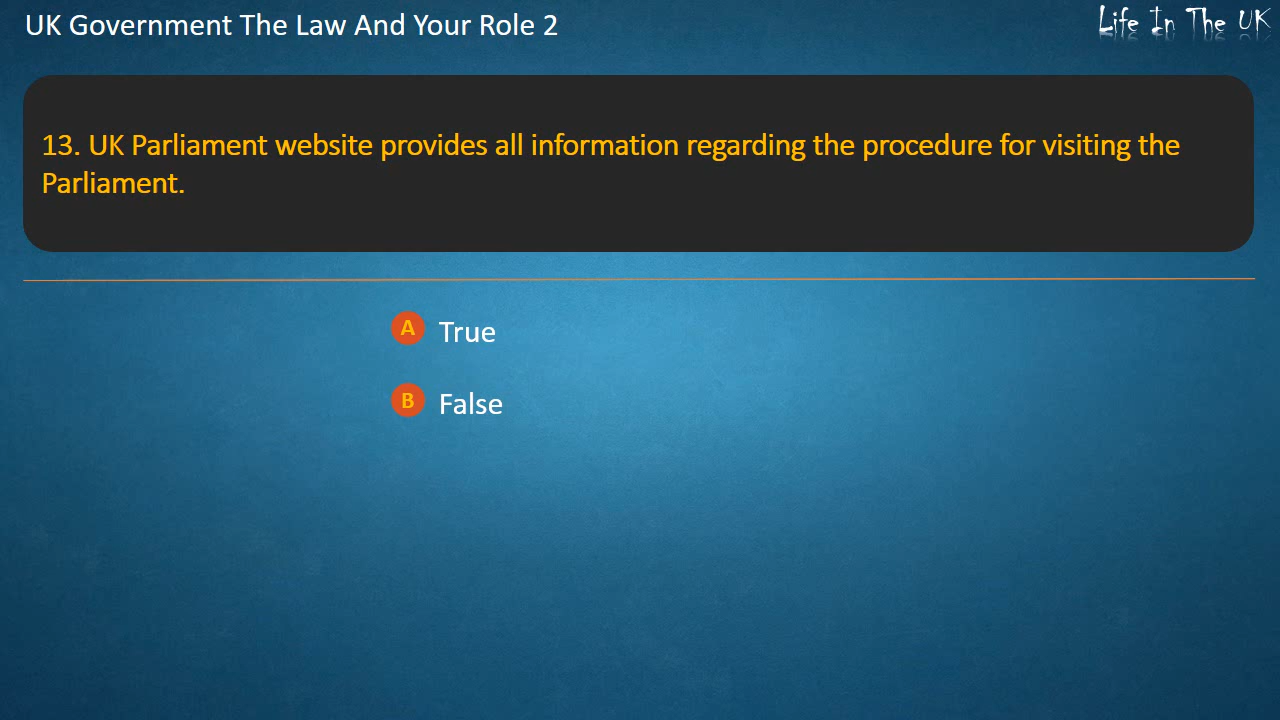 UK Government The Law And Your Role 2
Life In The UK
13. UK Parliament website provides all information regarding the procedure for visiting the
Parliament.
A True
B False